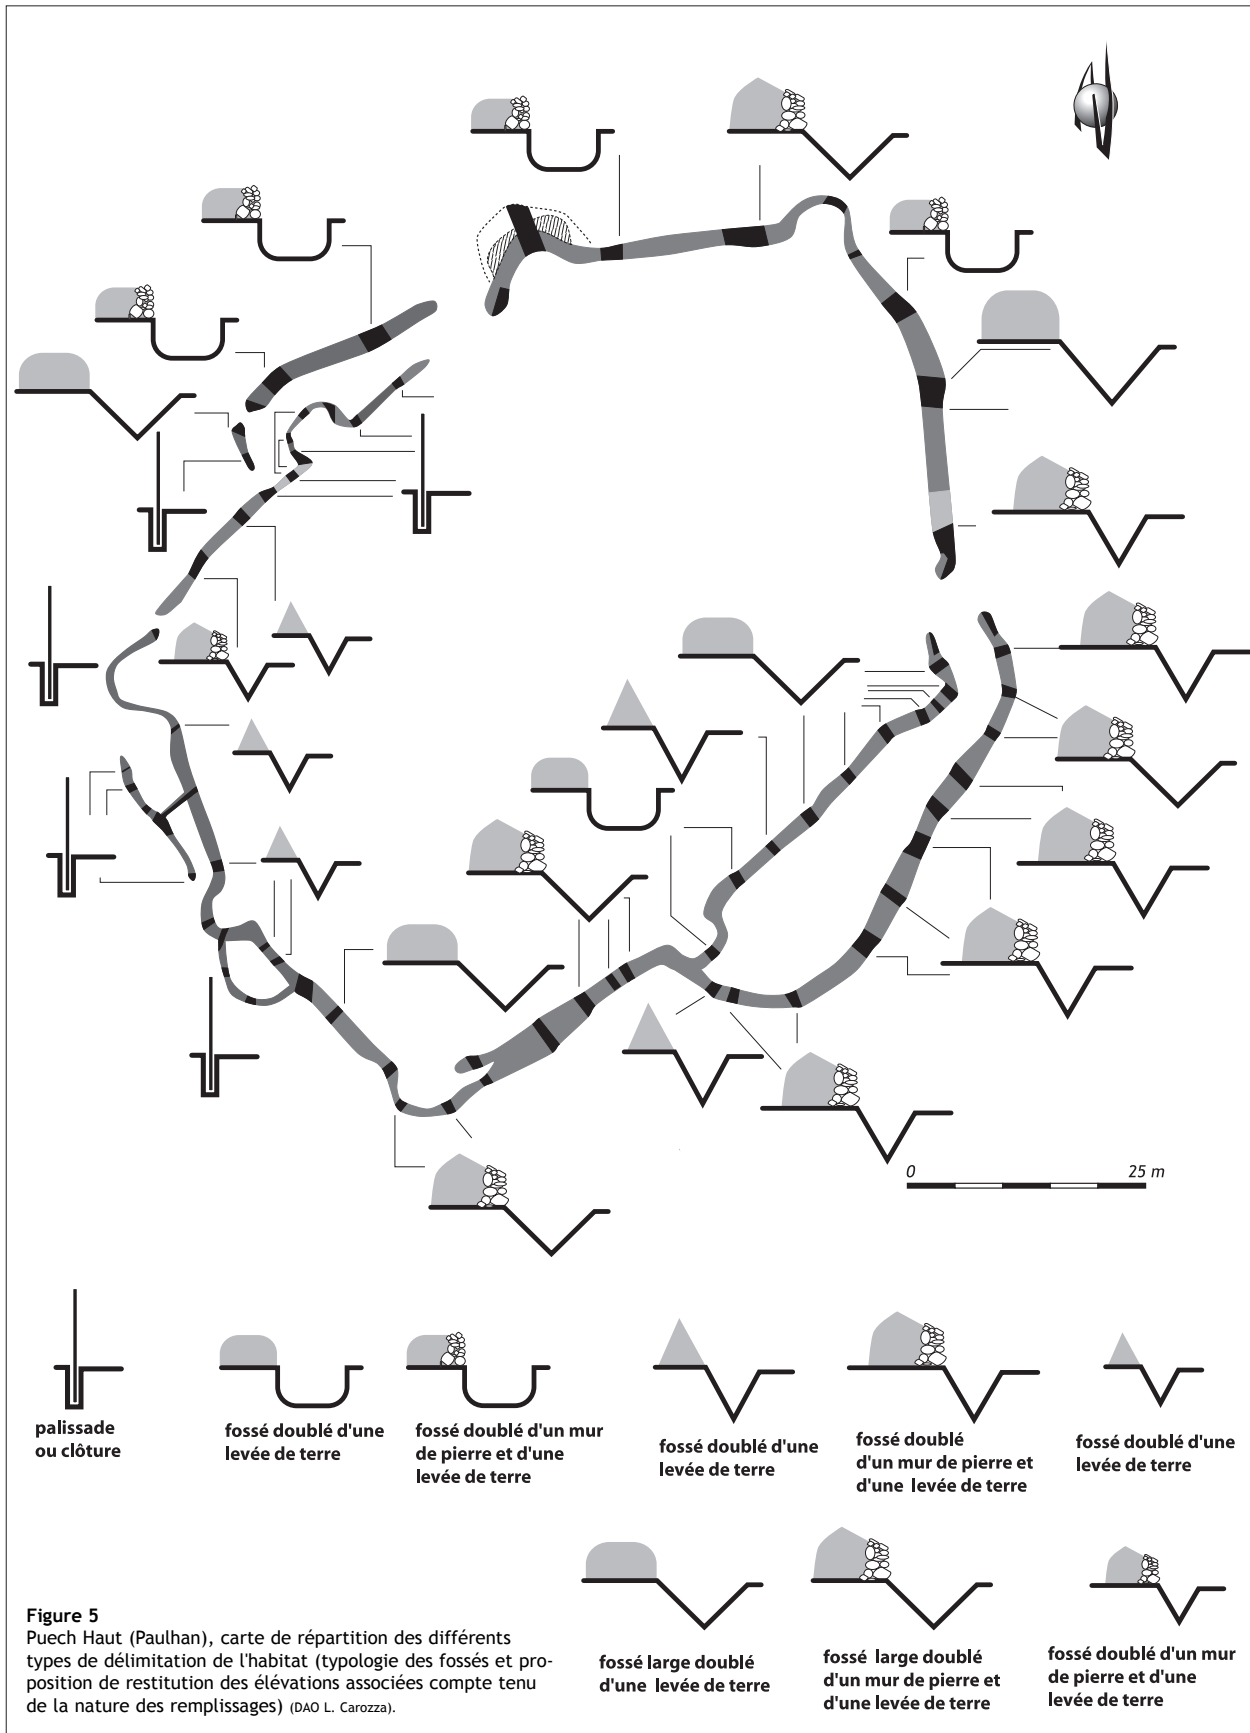 0 25 m
palissade
ou clôture
fossé doublé d'une
levée de terre
fossé doublé d'un mur
de pierre et d'une
levée de terre
fossé doublé d'une
levée de terre
fossé doublé
d'un mur de pierre et
d'une levée de terre
fossé doublé d'une
levée de terre
fossé large doublé
d'une levée de terre
fossé large doublé
d'un mur de pierre et
d'une levée de terre
fossé doublé d'un mur
de pierre et d'une
levée de terre
Figure 5
Puech Haut (Paulhan), carte de répartition des différents
types de délimitation de l'habitat (typologie des fossés et pro-
position de restitution des élévations associées compte tenu
de la nature des remplissages) (DAO L. Carozza).